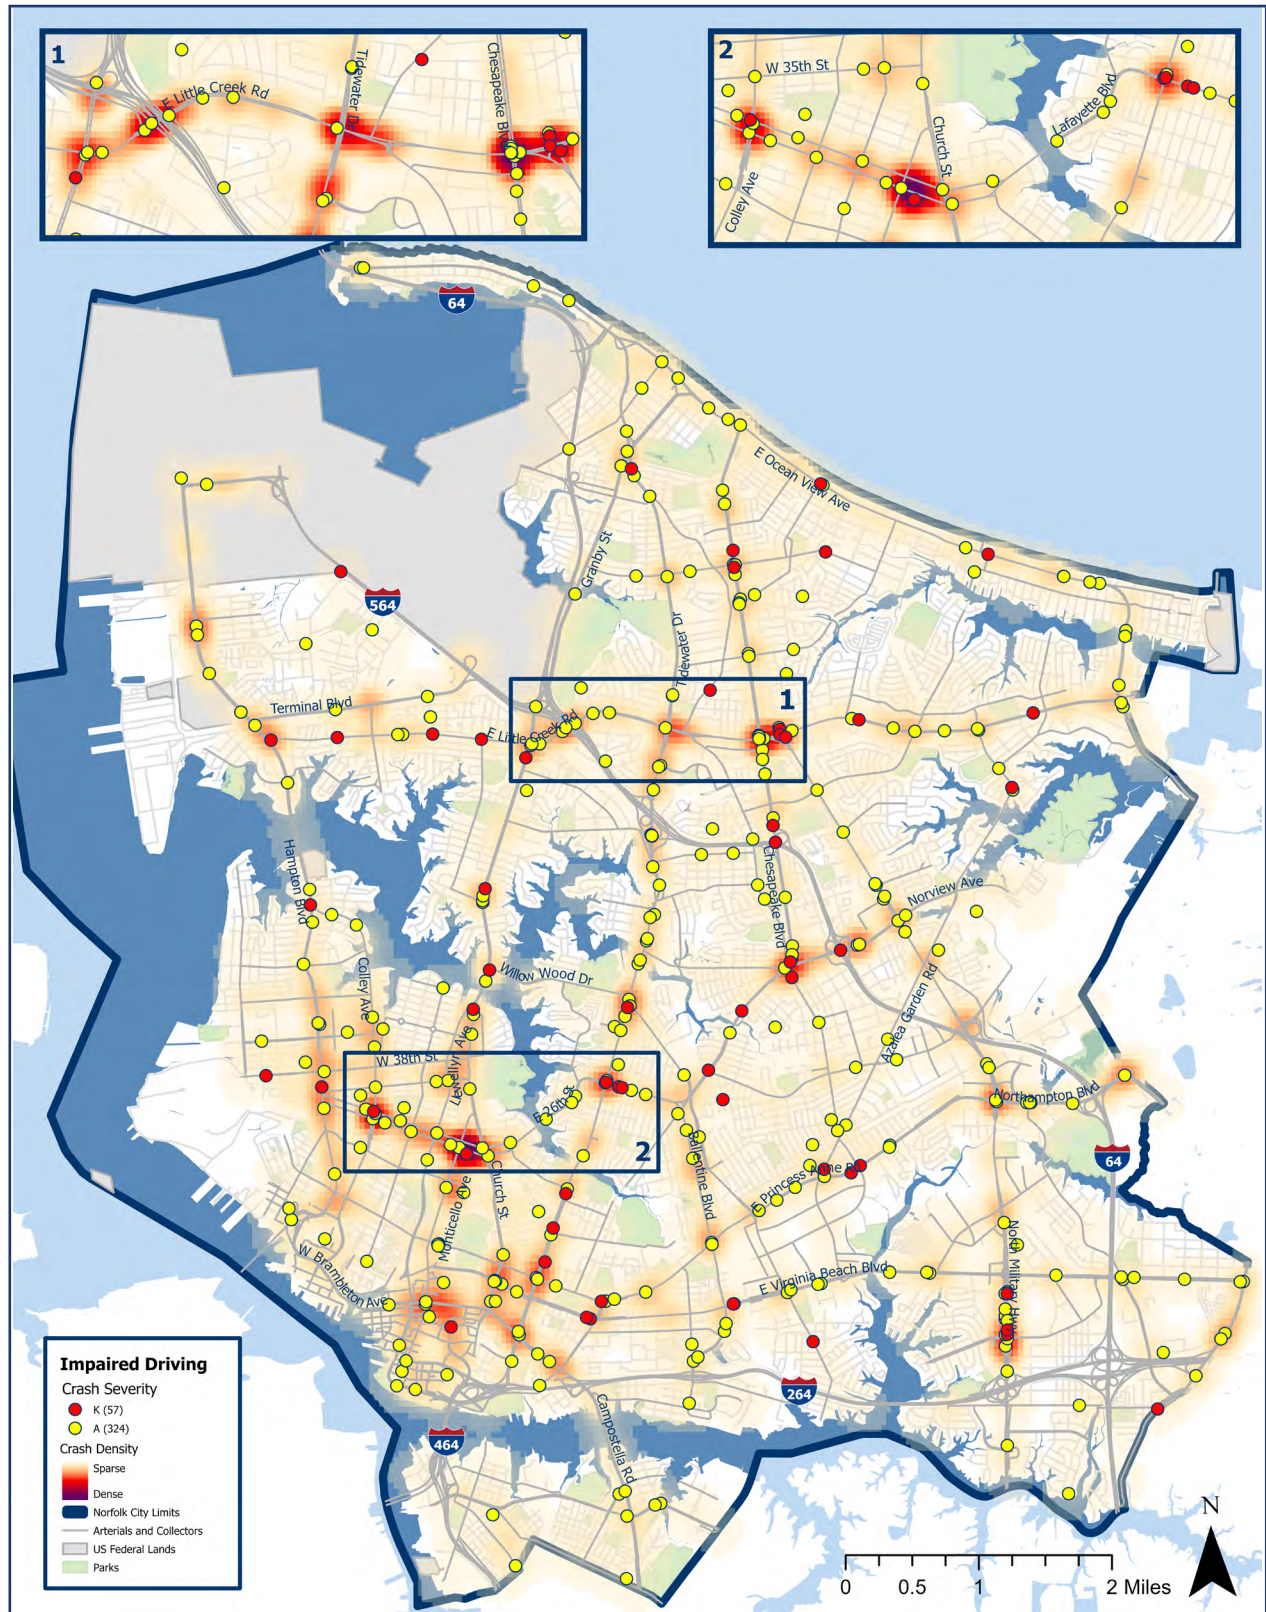 1
E Little Creek Rd
Tidewater D
Chesapeake Blv
2
W 35th St
Lafayette Blvd
Church St
Colley Ave
64
E Ocean View Ave
Granby St
564
Tidewater Dr
1
Terminal Blvd
E Little Creek Rd
Hampton Blvd
Chesapeake Blvd
Norview Ave
Willow Wood Dr
Colley Ave
Azalea Garden Rd
W 38th St
Llewellyn Ave
E 26th St
Northampton Blvd
2
64
Ballentine Blvd
E Princess Anne Rd
Church St
Monticello Ave
W Brambleton Ave
North Military Hwy
E Virginia Beach Blvd
264
Campostella Rd
464
Impaired Driving
Crash Severity
K (57)
A (324)
Crash Density
Sparse
Dense
Norfolk City Limits
Arterials and Collectors
US Federal Lands
Parks
N
0 0.5 1 2 Miles